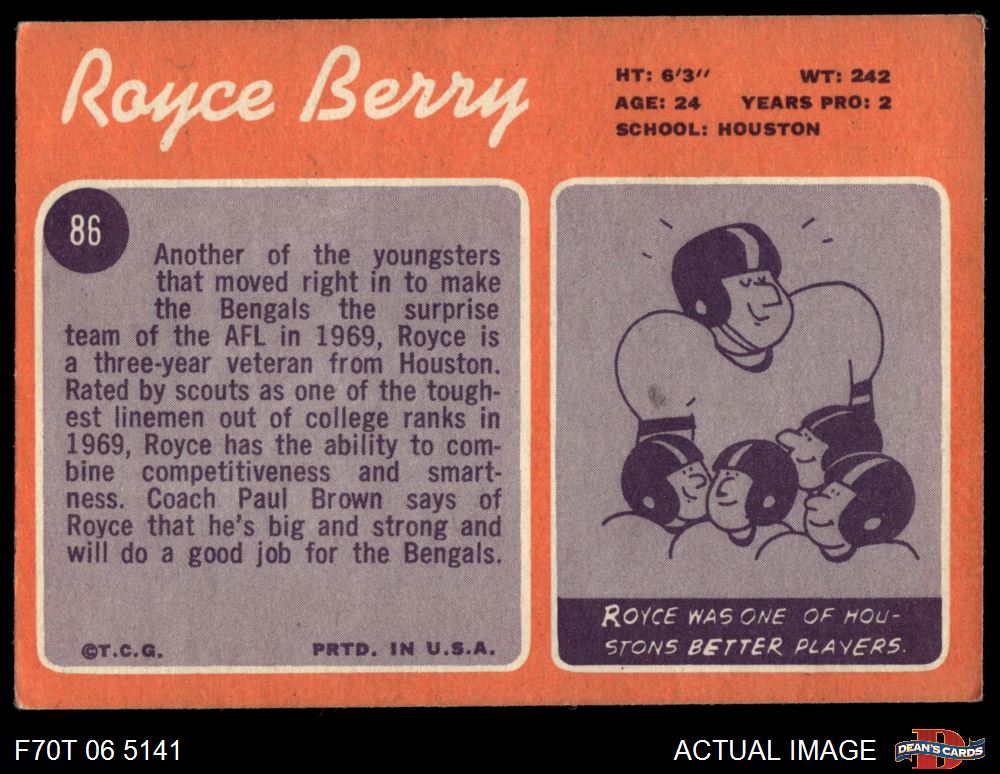 Royce Berry
HT: 6'3'' WT: 242
AGE: 24 YEARS PRO: 2
SCHOOL: HOUSTON
86
Another of the youngsters
that moved right in to make
the Bengals the surprise
team of the AFL in 1969, Royce is
a three-year veteran from Houston.
Rated by scouts as one of the tough-
est linemen out of college ranks in
1969, Royce has the ability to com-
bine competitiveness and smart-
ness. Coach Paul Brown says of
Royce that he's big and strong and
will do a good job for the Bengals.
©T.C.G. PRTD. IN U.S.A.
ROYCE WAS ONE OF HOU-
STONS BETTER PLAYERS.
F70T 06 5141
ACTUAL IMAGE
DEAN'S CARDS